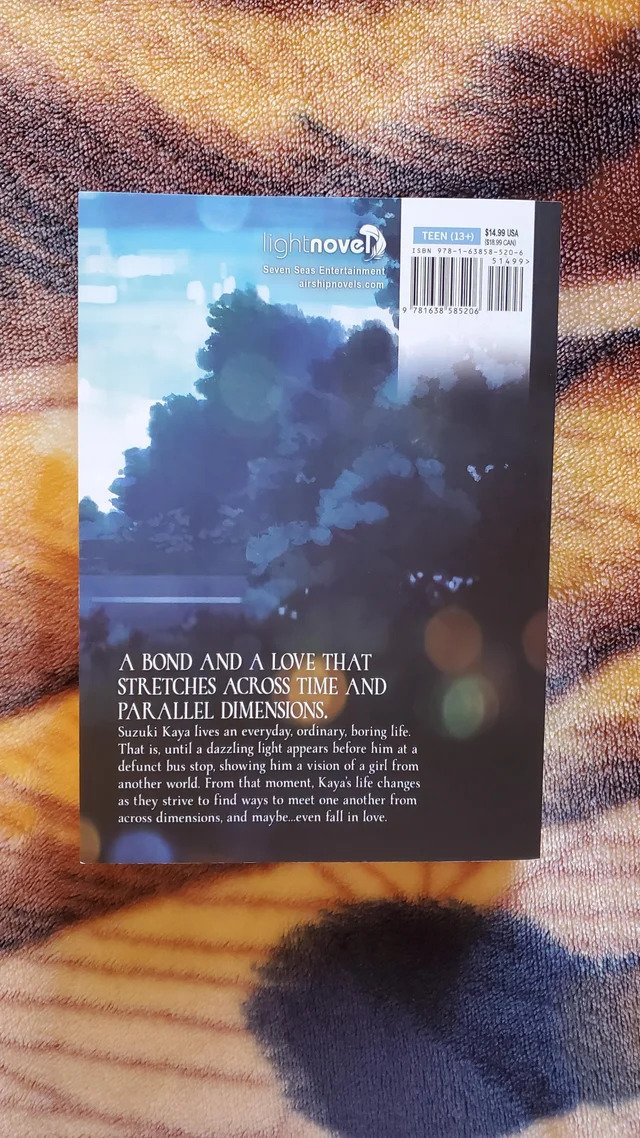 lightnovel
Seven Seas Entertainment
airshipnovels.com
TEEN (13+)
$14.99 USA
($18.99 CAN)
ISBN 978-1-63858-520-6
51499>
9 781638 585206
A BOND AND A LOVE THAT
STRETCHES ACROSS TIME AND
PARALLEL DIMENSIONS.
Suzuki Kaya lives an everyday, ordinary, boring life.
That is, until a dazzling light appears before him at a
defunct bus stop, showing him a vision of a girl from
another world. From that moment, Kaya's life changes
as they strive to find ways to meet one another from
across dimensions, and maybe...even fall in love.